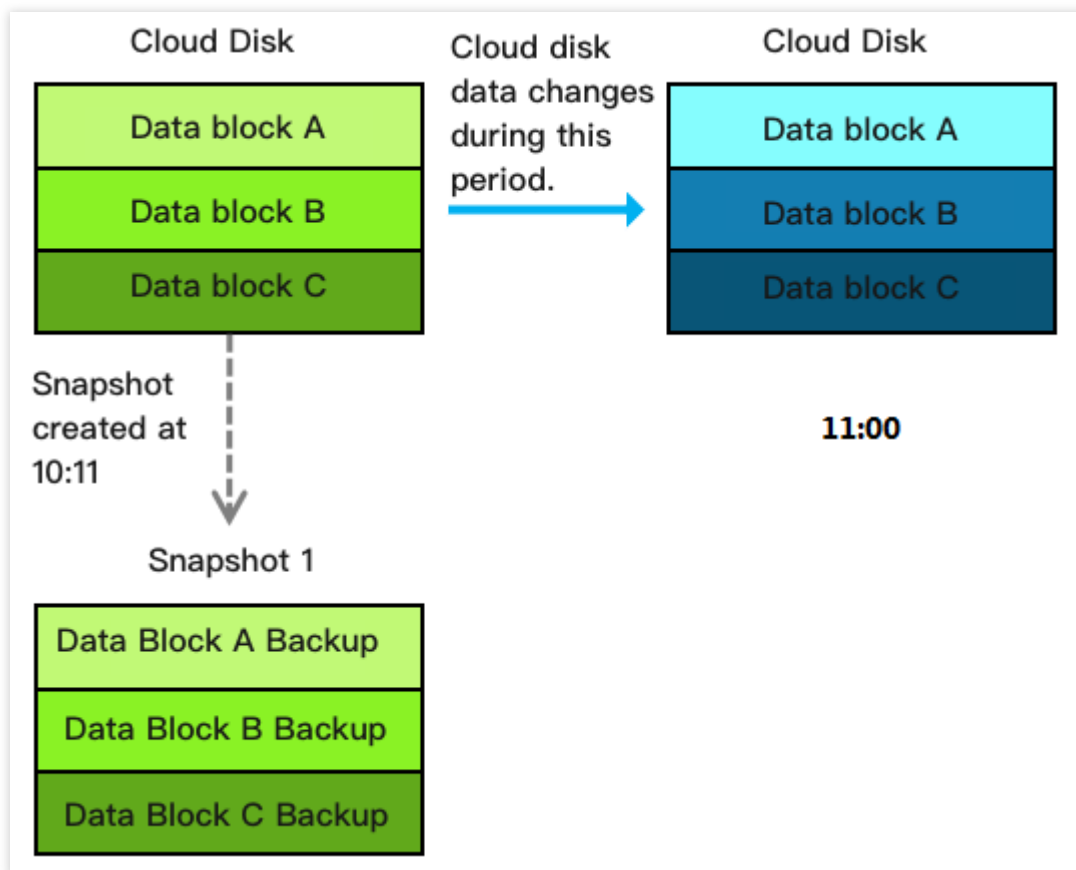 Cloud Disk
Data block A
Data block B
Data block C
Cloud disk
data changes
during this
period.
Cloud Disk
Data block A
Data block B
Data block C
11:00
Snapshot
created at
10:11
Snapshot 1
Data Block A Backup
Data Block B Backup
Data Block C Backup